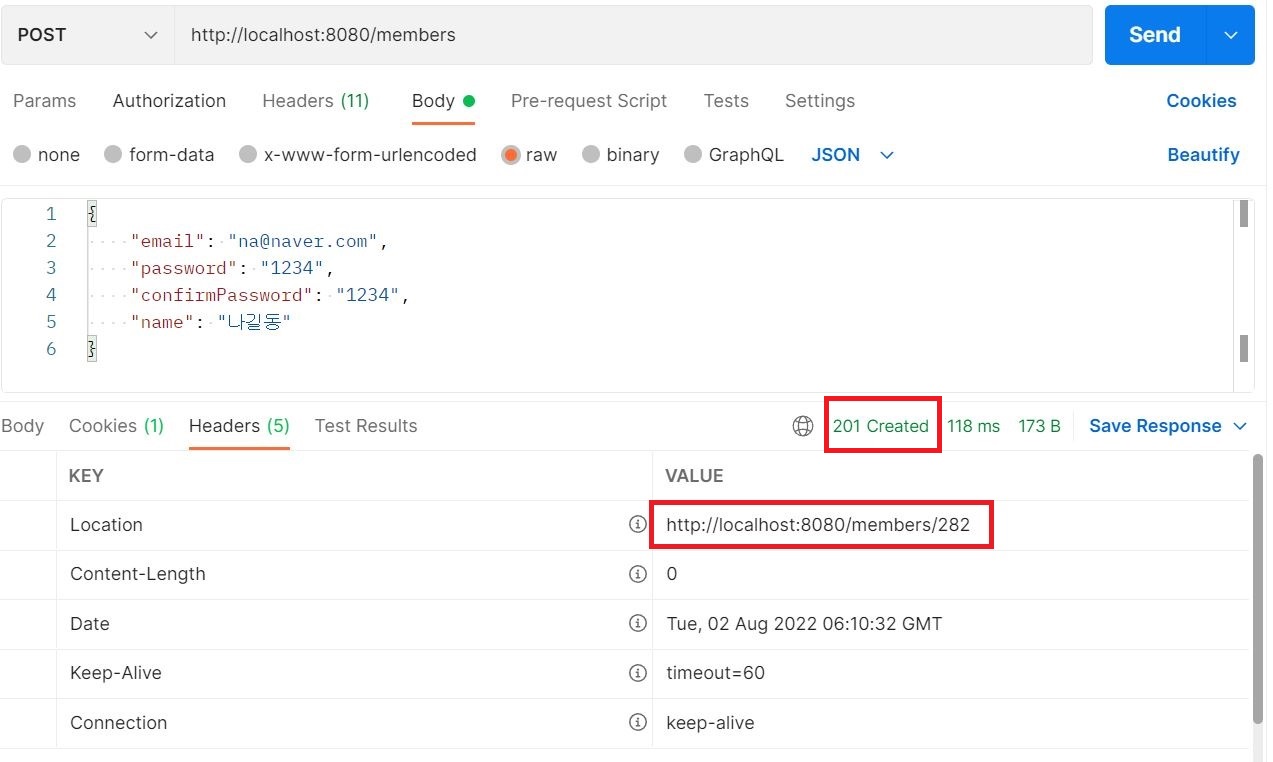 POST http://localhost:8080/members Send
Params Authorization Headers (11) Body Pre-request Script Tests Settings Cookies
none form-data x-www-form-urlencoded raw binary GraphQL JSON Beautify
1 {
2 "email": "na@naver.com",
3 "password": "1234",
4 "confirmPassword": "1234",
5 "name": "나길동"
6 }
Body Cookies (1) Headers (5) Test Results 201 Created 118 ms 173 B Save Response
KEY VALUE
Location http://localhost:8080/members/282
Content-Length 0
Date Tue, 02 Aug 2022 06:10:32 GMT
Keep-Alive timeout=60
Connection keep-alive